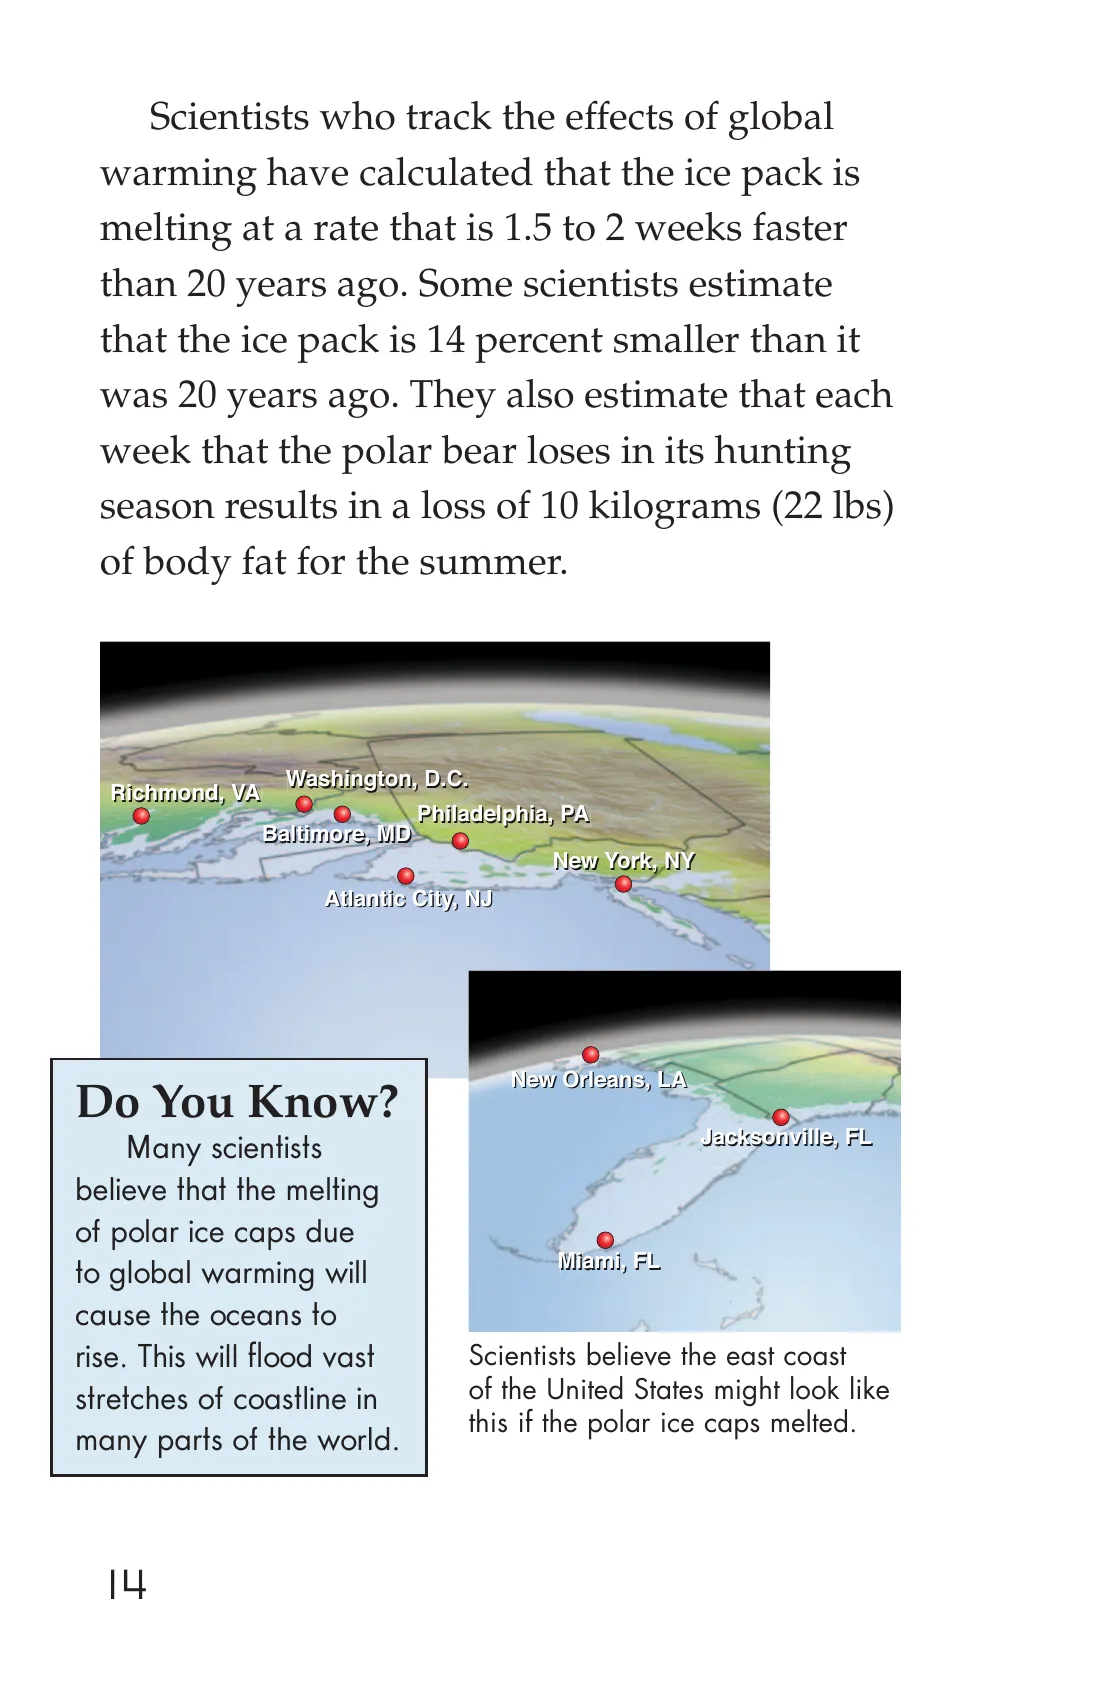 Scientists who track the effects of global
warming have calculated that the ice pack is
melting at a rate that is 1.5 to 2 weeks faster
than 20 years ago. Some scientists estimate
that the ice pack is 14 percent smaller than it
was 20 years ago. They also estimate that each
week that the polar bear loses in its hunting
season results in a loss of 10 kilograms (22 lbs)
of body fat for the summer.
Richmond, VA
Washington, D.C.
Baltimore, MD
Philadelphia, PA
Atlantic City, NJ
New York, NY
New Orleans, LA
Jacksonville, FL
Miami, FL
Scientists believe the east coast
of the United States might look like
this if the polar ice caps melted.
Do You Know?
Many scientists
believe that the melting
of polar ice caps due
to global warming will
cause the oceans to
rise. This will flood vast
stretches of coastline in
many parts of the world.
14